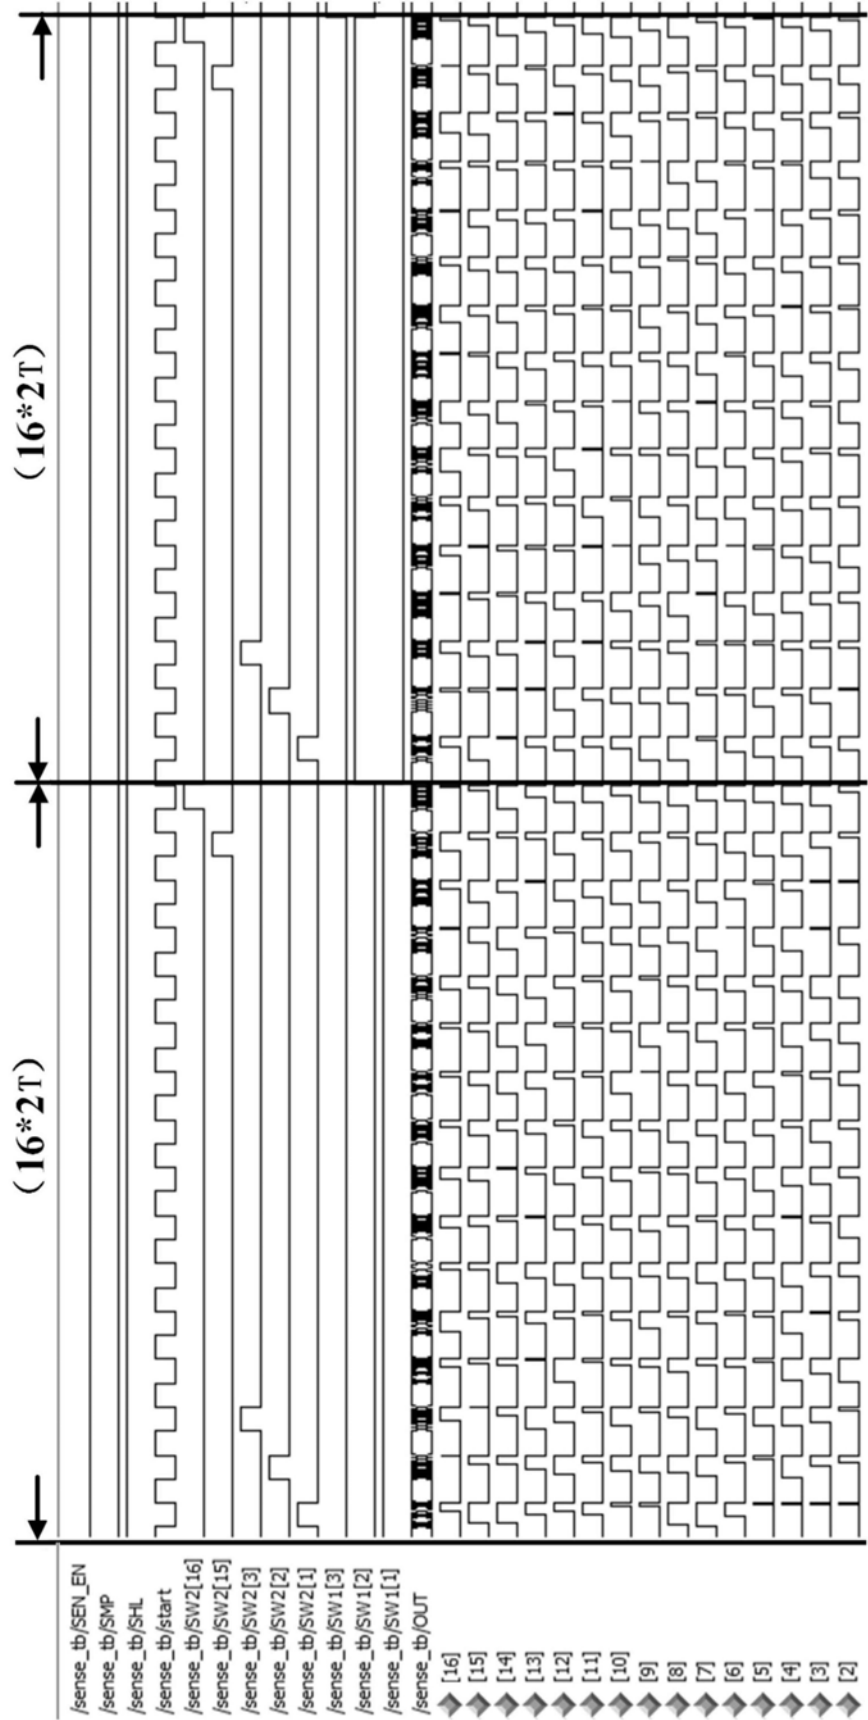 (16*2T)
(16*2T)
/sense_tb/SEN_EN
/sense_tb/SMP
/sense_tb/SHL
/sense_tb/start
/sense_tb/SW2[16]
/sense_tb/SW2[15]
/sense_tb/SW2[3]
/sense_tb/SW2[2]
/sense_tb/SW2[1]
/sense_tb/SW1[3]
/sense_tb/SW1[2]
/sense_tb/SW1[1]
/sense_tb/OUT
[16]
[15]
[14]
[13]
[12]
[11]
[10]
[9]
[8]
[7]
[6]
[5]
[4]
[3]
[2]